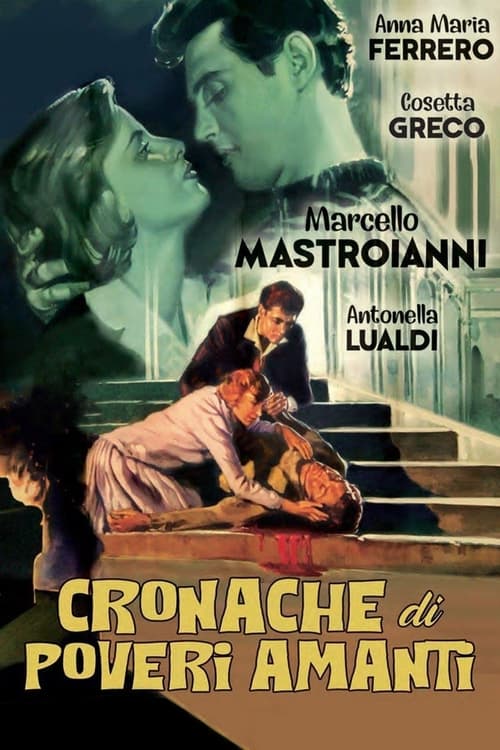 Anna Maria
FERRERO
Cosetta
GRECO
Marcello
MASTROIANNI
Antonella
LUALDI
CRONACHE di
POVERI AMANTI